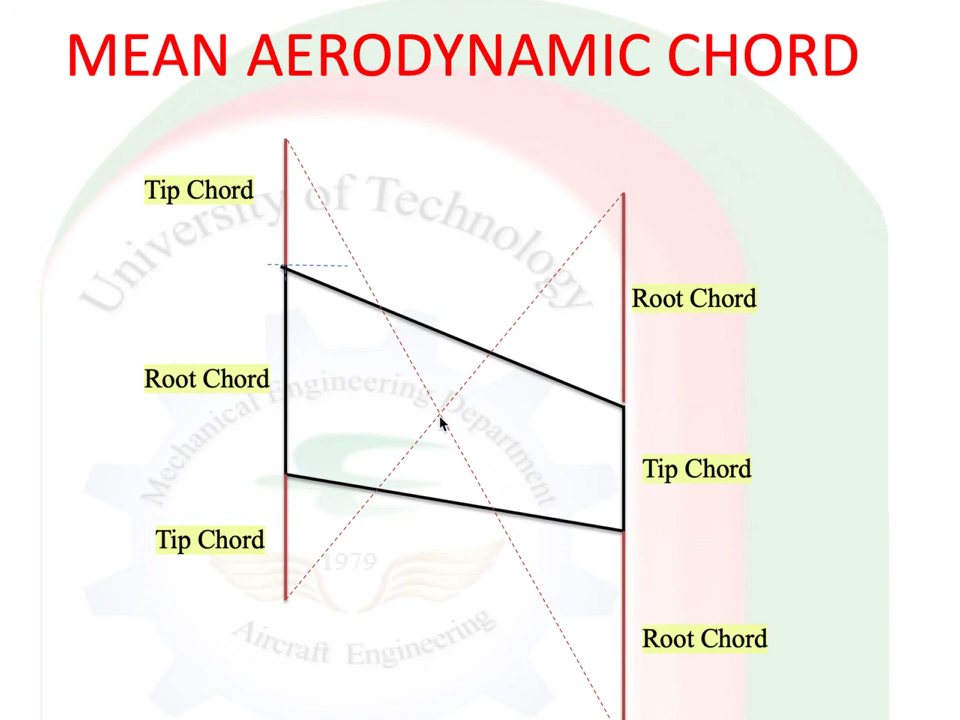 MEAN AERODYNAMIC CHORD
Tip Chord
University of Technology
Root Chord
Root Chord
Mechanical Engineering Department
Tip Chord
Tip Chord
1979
Aircraft Engineering
Root Chord